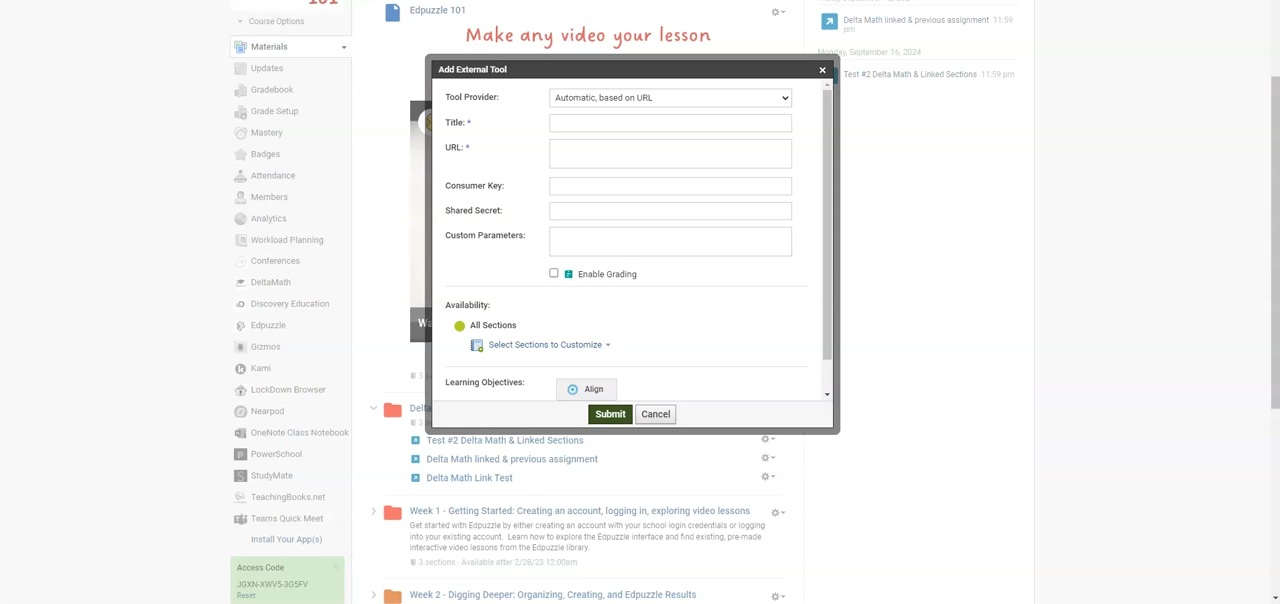 Course Options
Materials
Updates
Gradebook
Grade Setup
Mastery
Badges
Attendance
Members
Analytics
Workload Planning
Conferences
DeltaMath
Discovery Education
Edpuzzle
Gizmos
Kami
LockDown Browser
Nearpod
OneNote Class Notebook
PowerSchool
StudyMate
TeachingBooks.net
Teams Quick Meet
Install Your App(s)
Access Code
JGXN-XWV5-3G5FV
Reset
Edpuzzle 101
Make any video your lesson
Add External Tool
Tool Provider:
Automatic, based on URL
Title: *
URL: *
Consumer Key:
Shared Secret:
Custom Parameters:
Enable Grading
Availability:
All Sections
Select Sections to Customize
Learning Objectives:
Align
Submit Cancel
Test #2 Delta Math & Linked Sections
Delta Math linked & previous assignment
Delta Math Link Test
Week 1 - Getting Started: Creating an account, logging in, exploring video lessons
Get started with Edpuzzle by either creating an account with your school login credentials or logging
into your existing account. Learn how to explore the Edpuzzle interface and find existing, pre-made
interactive video lessons from the Edpuzzle library.
3 sections · Available after 2/28/23 12:00am
Week 2 - Digging Deeper: Organizing, Creating, and Edpuzzle Results
Delta Math linked & previous assignment 11:59
pm
Monday, September 16, 2024
Test #2 Delta Math & Linked Sections 11:59 pm